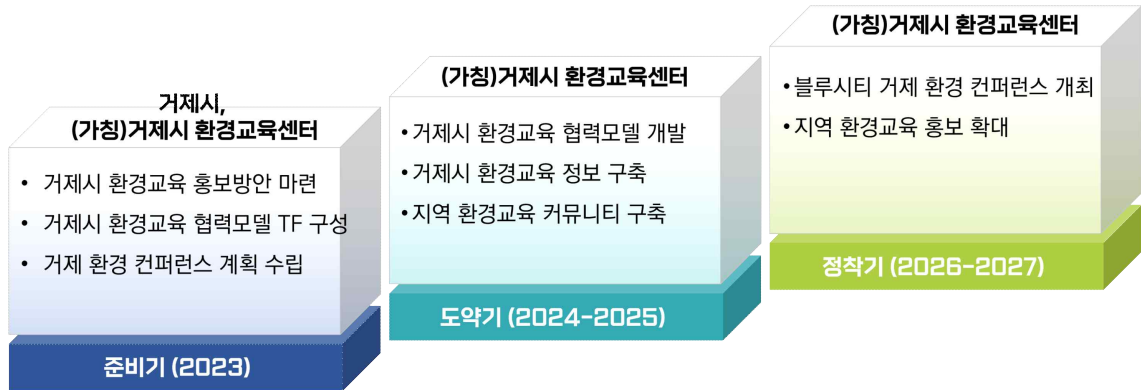 거제시,
(가칭)거제시 환경교육센터
• 거제시 환경교육 홍보방안 마련
• 거제시 환경교육 협력모델 TF 구성
• 거제 환경 컨퍼런스 계획 수립
준비기 (2023)
(가칭)거제시 환경교육센터
• 거제시 환경교육 협력모델 개발
• 거제시 환경교육 정보 구축
• 지역 환경교육 커뮤니티 구축
도약기 (2024-2025)
(가칭)거제시 환경교육센터
• 블루시티 거제 환경 컨퍼런스 개최
• 지역 환경교육 홍보 확대
정착기 (2026-2027)